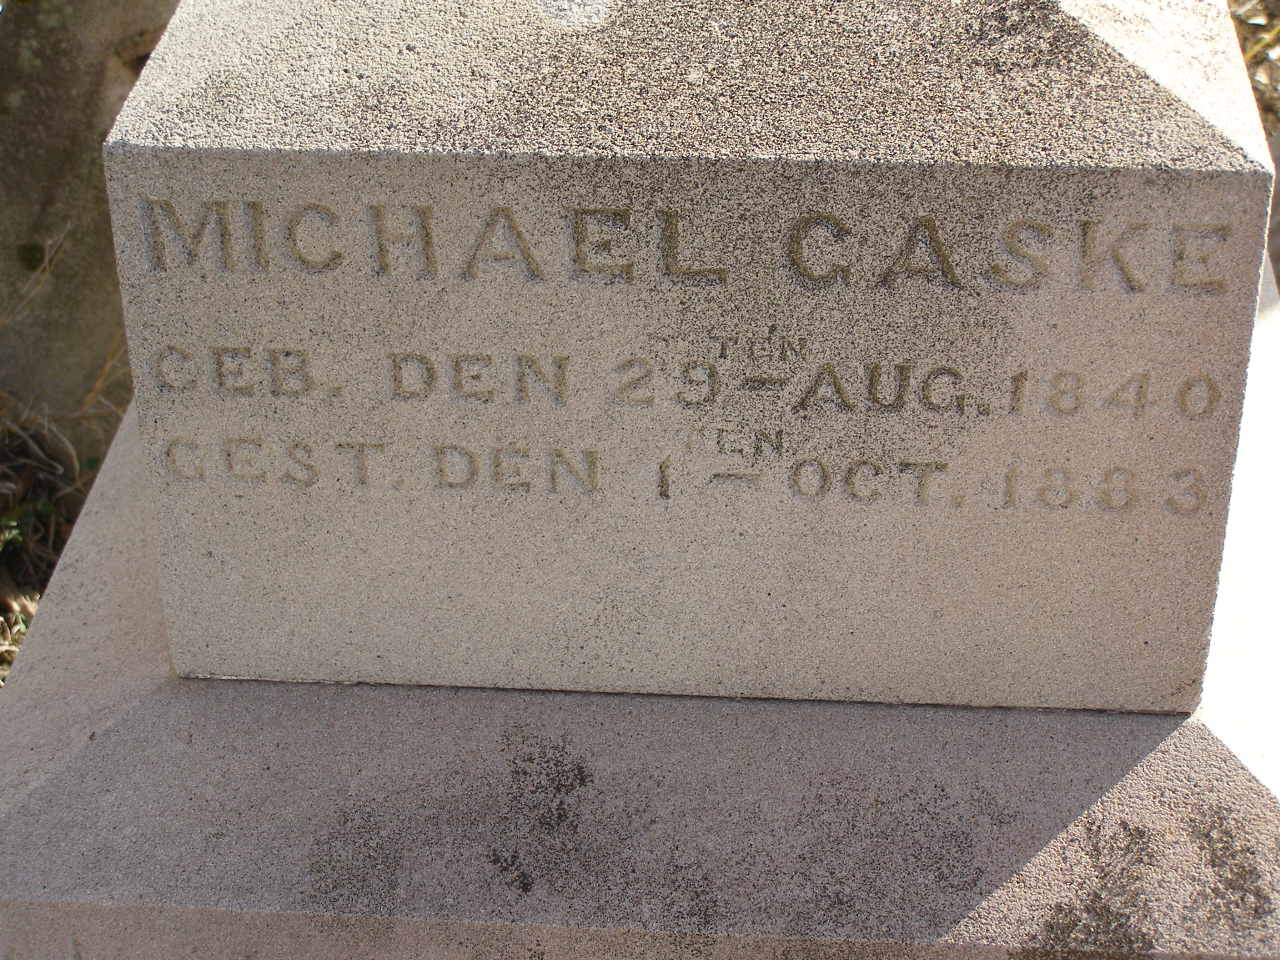 MICHAEL GASKE
GEB. DEN 29TEN AUG. 1840
GEST. DEN 1TEN OCT. 1883